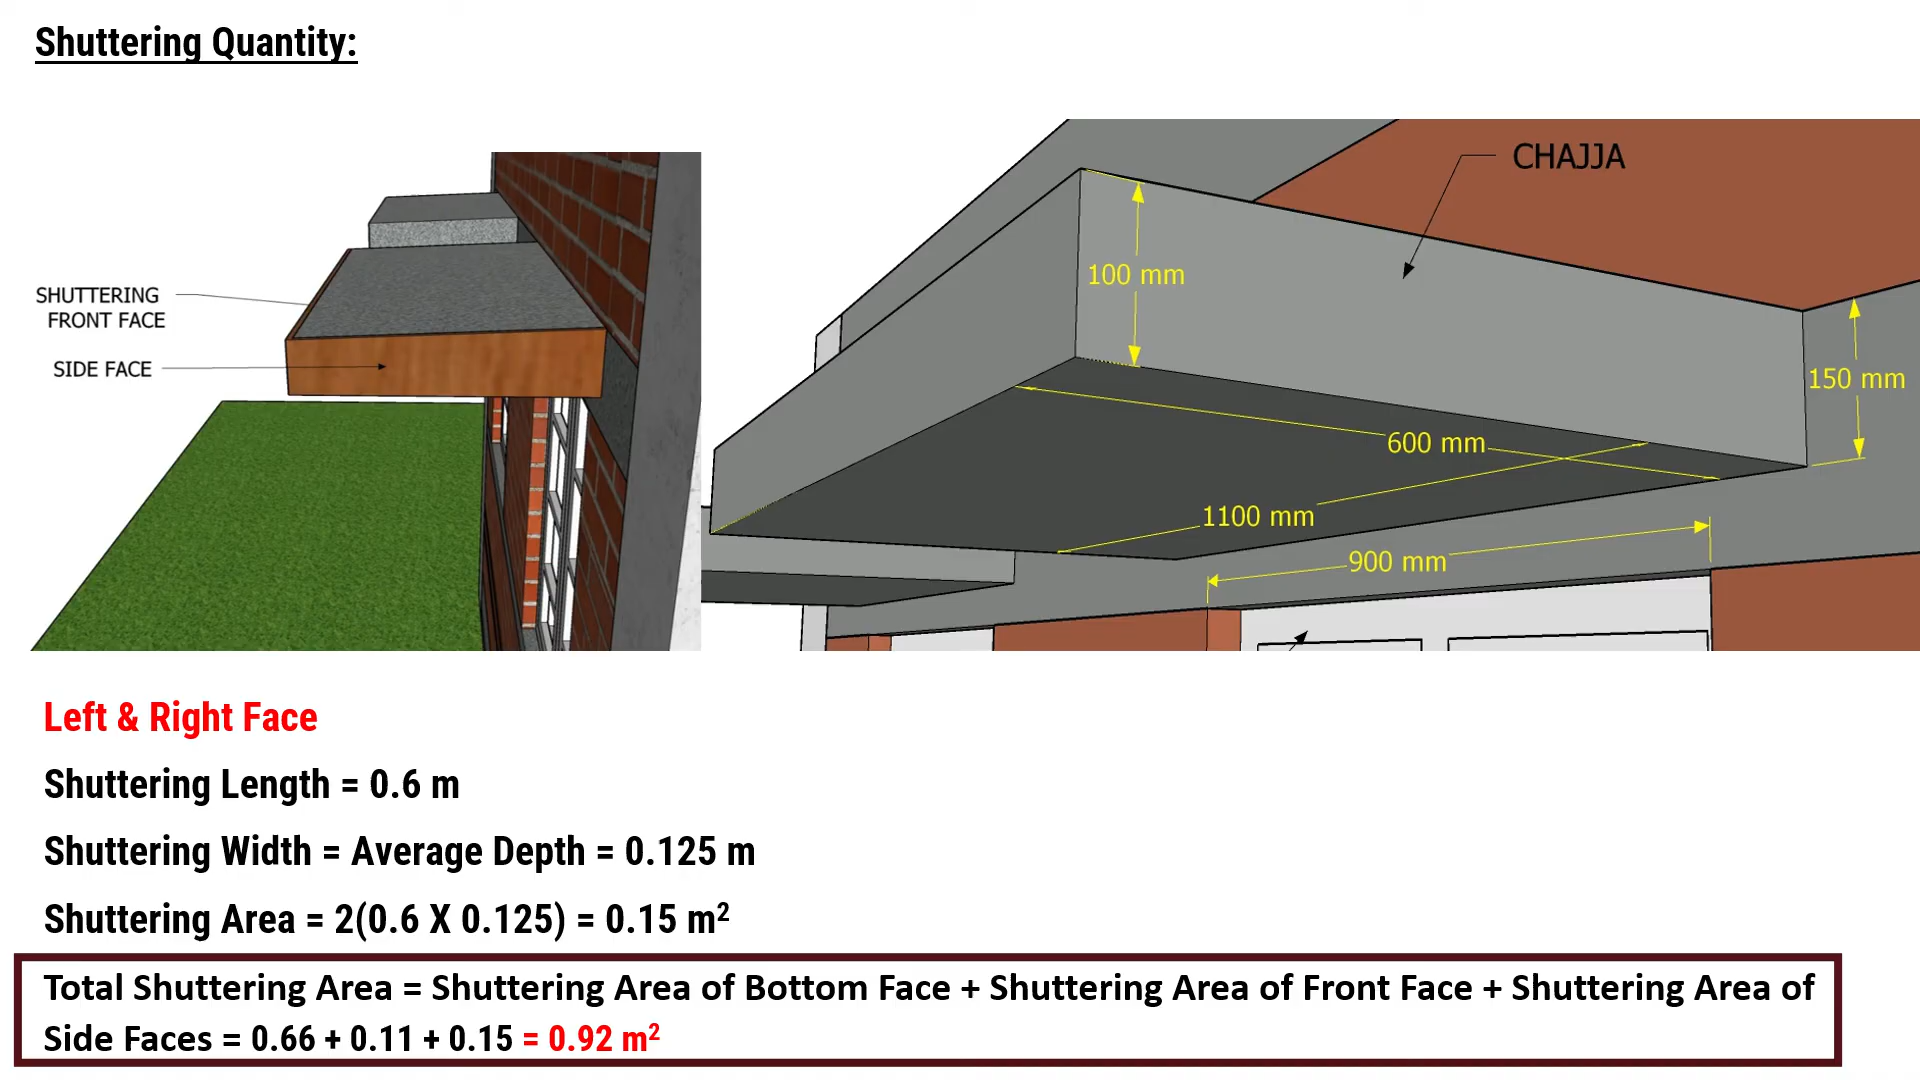 Shuttering Quantity:
CHAJJA
100 mm
SHUTTERING
FRONT FACE
SIDE FACE
150 mm
600 mm
1100 mm
900 mm
Left & Right Face
Shuttering Length = 0.6 m
Shuttering Width = Average Depth = 0.125 m
Shuttering Area = 2(0.6 X 0.125) = 0.15 m²
Total Shuttering Area = Shuttering Area of Bottom Face + Shuttering Area of Front Face + Shuttering Area of
Side Faces = 0.66 + 0.11 + 0.15 = 0.92 m²